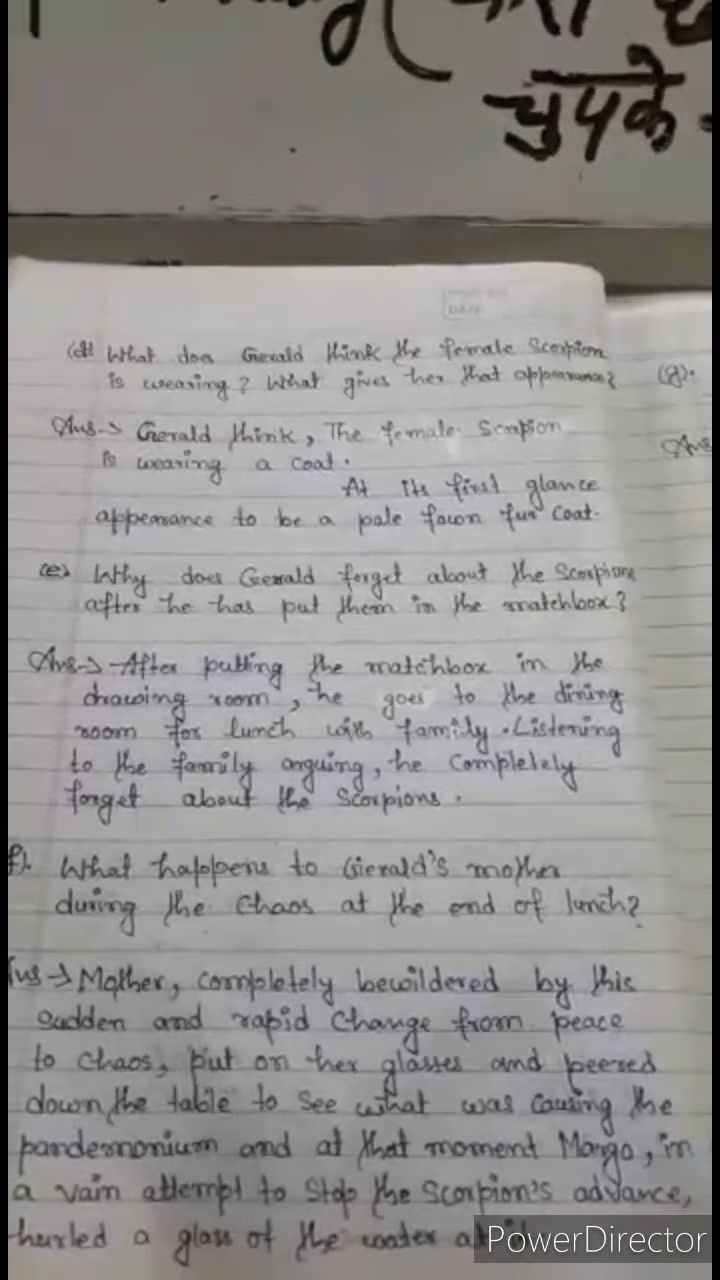 चुपके
(d) What does Gerald think the female Scorpion
is wearing? What gives her that appearance?
Ans-> Gerald think, The female Scorpion
is wearing a coat.
At its first glance
appearance to be a pale fawn fur coat.
(e) Why does Gerald forget about the Scorpions
after he has put them in the matchbox?
Ans-> After putting the matchbox in the
drawing room, he goes to the dining
room for lunch with family. Listening
to the family arguing, he completely
forget about the Scorpions.
f). What happens to Gierald's mother
during the Chaos at the end of lunch?
Ans-> Mother, completely bewildered by this
sudden and rapid Change from peace
to chaos, put on her glasses and peered
down the table to see what was causing the
pandemonium and at that moment Margo, in
a vain attempt to Stop the Scorpion's advance,
hurled a glass of the water at
(g).
Ans
DATE
PowerDirector